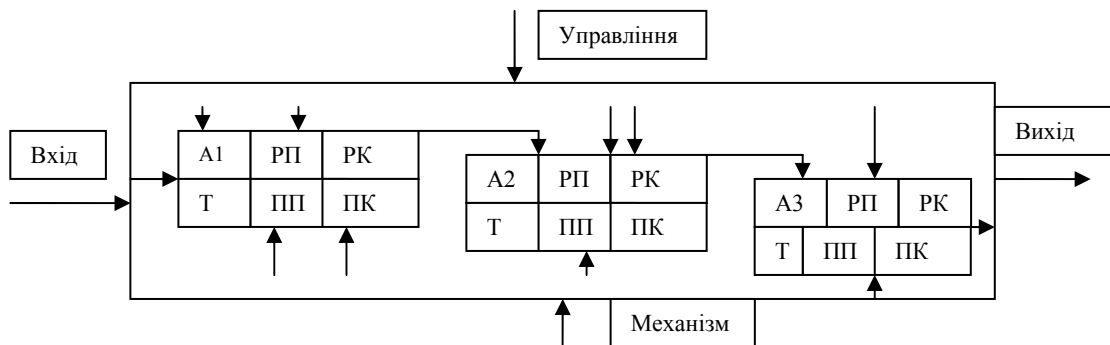 Управління
Вхід
Вихід
А1 РП РК
Т ПП ПК
А2 РП РК
Т ПП ПК
А3 РП РК
Т ПП ПК
Механізм